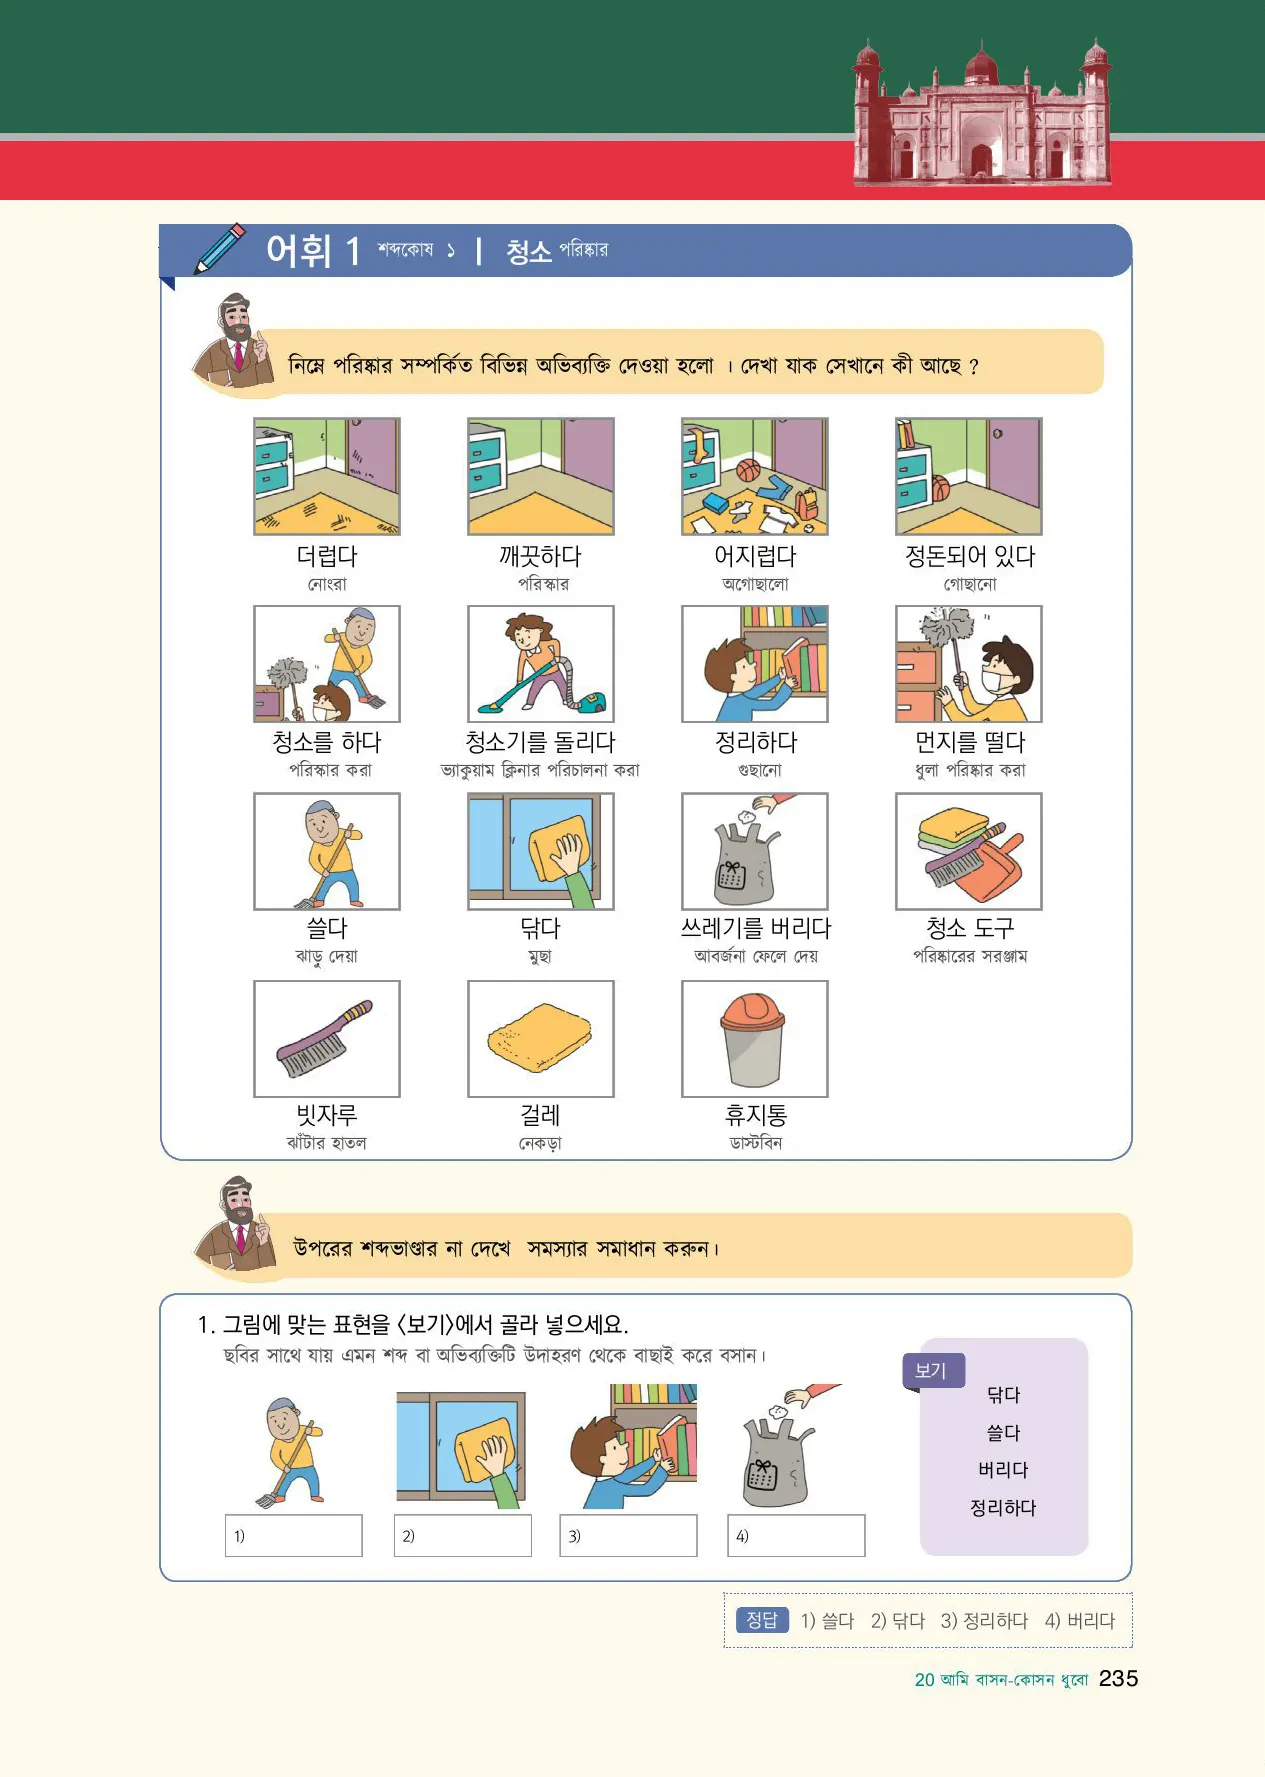 어휘 1 শব্দকোষ ১ | 청소 পরিষ্কার
নিম্নে পরিষ্কার সম্পর্কিত বিভিন্ন অভিব্যক্তি দেওয়া হলো । দেখা যাক সেখানে কী আছে ?
더럽다 깨끗하다 어지럽다 정돈되어 있다
নোংরা পরিস্কার অগোছালো গোছানো
청소를 하다 청소기를 돌리다 정리하다 먼지를 떨다
পরিস্কার করা ভ্যাকুয়াম ক্লিনার পরিচালনা করা গুছানো ধুলা পরিষ্কার করা
쓸다 닦다 쓰레기를 버리다 청소 도구
ঝাড়ু দেয়া মুছা আবর্জনা ফেলে দেয় পরিষ্কারের সরঞ্জাম
빗자루 걸레 휴지통
ঝাঁটার হাতল নেকড়া ডাস্টবিন
উপরের শব্দভাণ্ডার না দেখে সমস্যার সমাধান করুন।
1. 그림에 맞는 표현을 〈보기〉에서 골라 넣으세요.
ছবির সাথে যায় এমন শব্দ বা অভিব্যক্তিটি উদাহরণ থেকে বাছাই করে বসান।
보기
닦다
쓸다
버리다
정리하다
1) 2) 3) 4)
정답 1) 쓸다 2) 닦다 3) 정리하다 4) 버리다
20 আমি বাসন-কোসন ধুবো 235